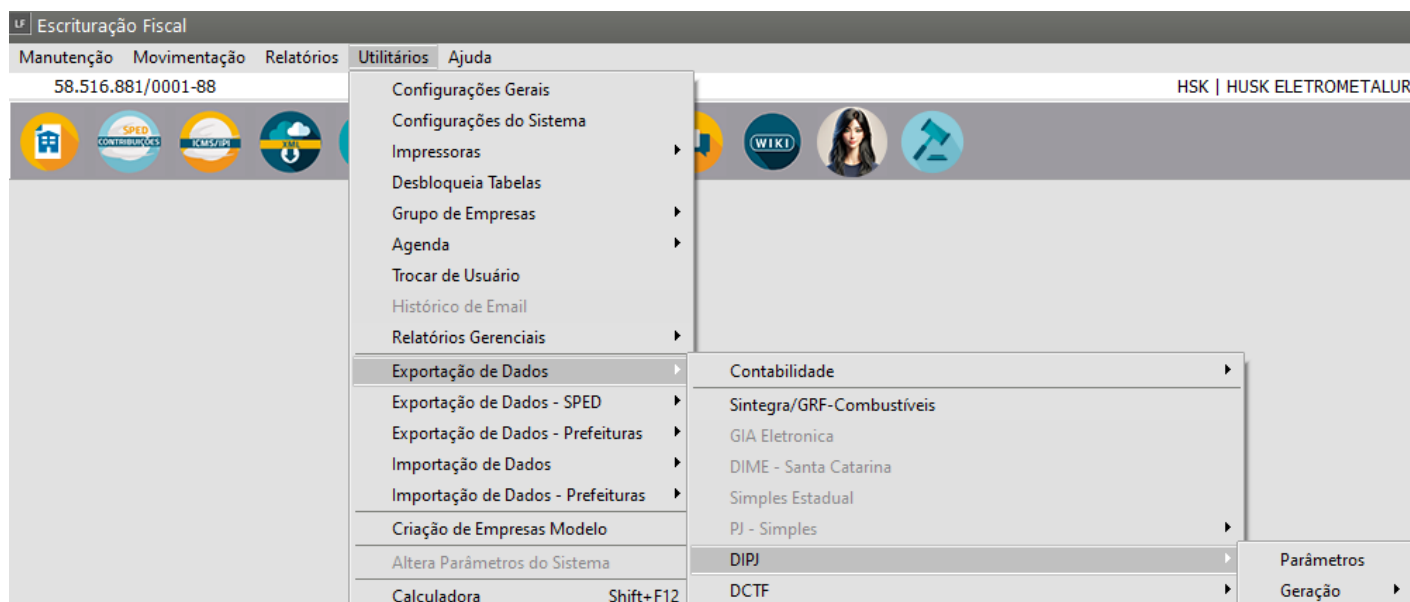 LF Escrituração Fiscal
Manutenção Movimentação Relatórios Utilitários Ajuda
58.516.881/0001-88 HSK | HUSK ELETROMETALUR
SPED CONTRIBUIÇÕES ICMS/IPI XML WIKI
Configurações Gerais
Configurações do Sistema
Impressoras
Desbloqueia Tabelas
Grupo de Empresas
Agenda
Trocar de Usuário
Histórico de Email
Relatórios Gerenciais
Exportação de Dados
Exportação de Dados - SPED
Exportação de Dados - Prefeituras
Importação de Dados
Importação de Dados - Prefeituras
Criação de Empresas Modelo
Altera Parâmetros do Sistema
Calculadora Shift+F12
Contabilidade
Sintegra/GRF-Combustíveis
GIA Eletronica
DIME - Santa Catarina
Simples Estadual
PJ - Simples
DIPJ
DCTF
Parâmetros
Geração